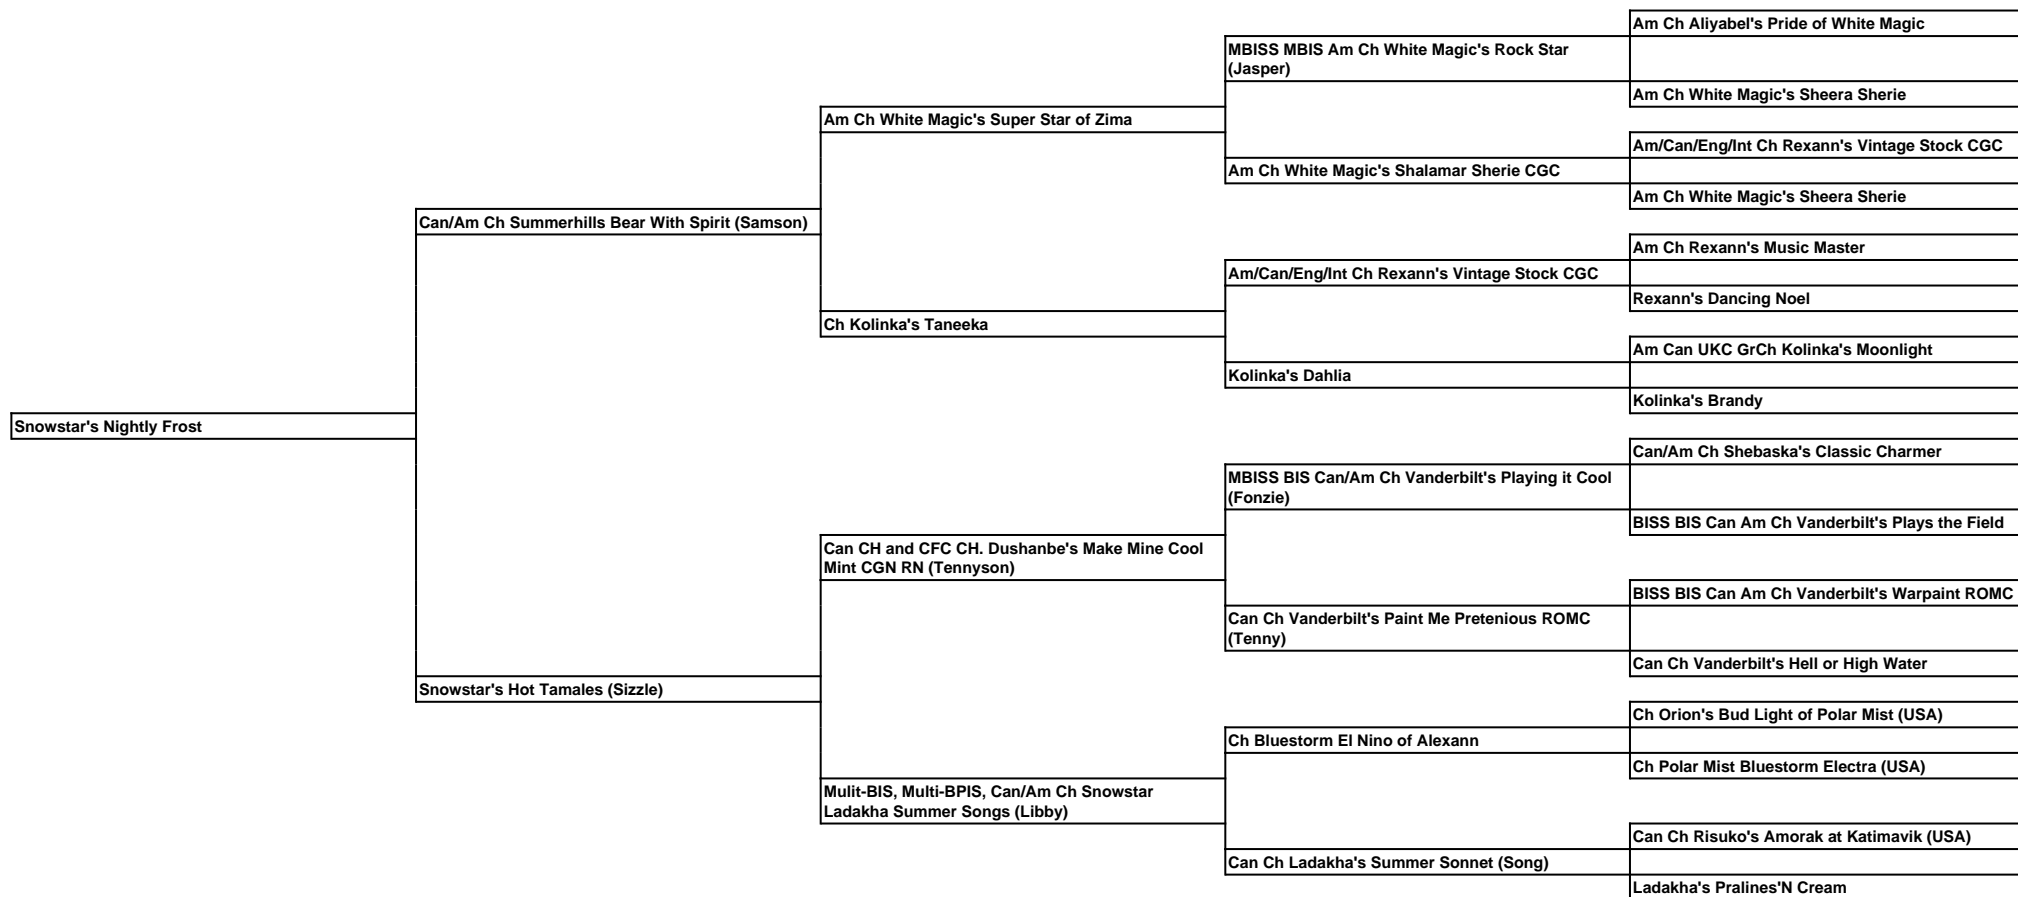 Am Ch Aliyabel's Pride of White Magic
MBISS MBIS Am Ch White Magic's Rock Star
(Jasper)
Am Ch White Magic's Sheera Sherie
Am Ch White Magic's Super Star of Zima
Am/Can/Eng/Int Ch Rexann's Vintage Stock CGC
Am Ch White Magic's Shalamar Sherie CGC
Am Ch White Magic's Sheera Sherie
Can/Am Ch Summerhills Bear With Spirit (Samson)
Am Ch Rexann's Music Master
Am/Can/Eng/Int Ch Rexann's Vintage Stock CGC
Rexann's Dancing Noel
Ch Kolinka's Taneeka
Am Can UKC GrCh Kolinka's Moonlight
Kolinka's Dahlia
Kolinka's Brandy
Snowstar's Nightly Frost
Can/Am Ch Shebaska's Classic Charmer
MBISS BIS Can/Am Ch Vanderbilt's Playing it Cool
(Fonzie)
BISS BIS Can Am Ch Vanderbilt's Plays the Field
Can CH and CFC CH. Dushanbe's Make Mine Cool
Mint CGN RN (Tennyson)
BISS BIS Can Am Ch Vanderbilt's Warpaint ROMC
Can Ch Vanderbilt's Paint Me Pretenious ROMC
(Tenny)
Can Ch Vanderbilt's Hell or High Water
Snowstar's Hot Tamales (Sizzle)
Ch Orion's Bud Light of Polar Mist (USA)
Ch Bluestorm El Nino of Alexann
Ch Polar Mist Bluestorm Electra (USA)
Mulit-BIS, Multi-BPIS, Can/Am Ch Snowstar
Ladakha Summer Songs (Libby)
Can Ch Risuko's Amorak at Katimavik (USA)
Can Ch Ladakha's Summer Sonnet (Song)
Ladakha's Pralines'N Cream